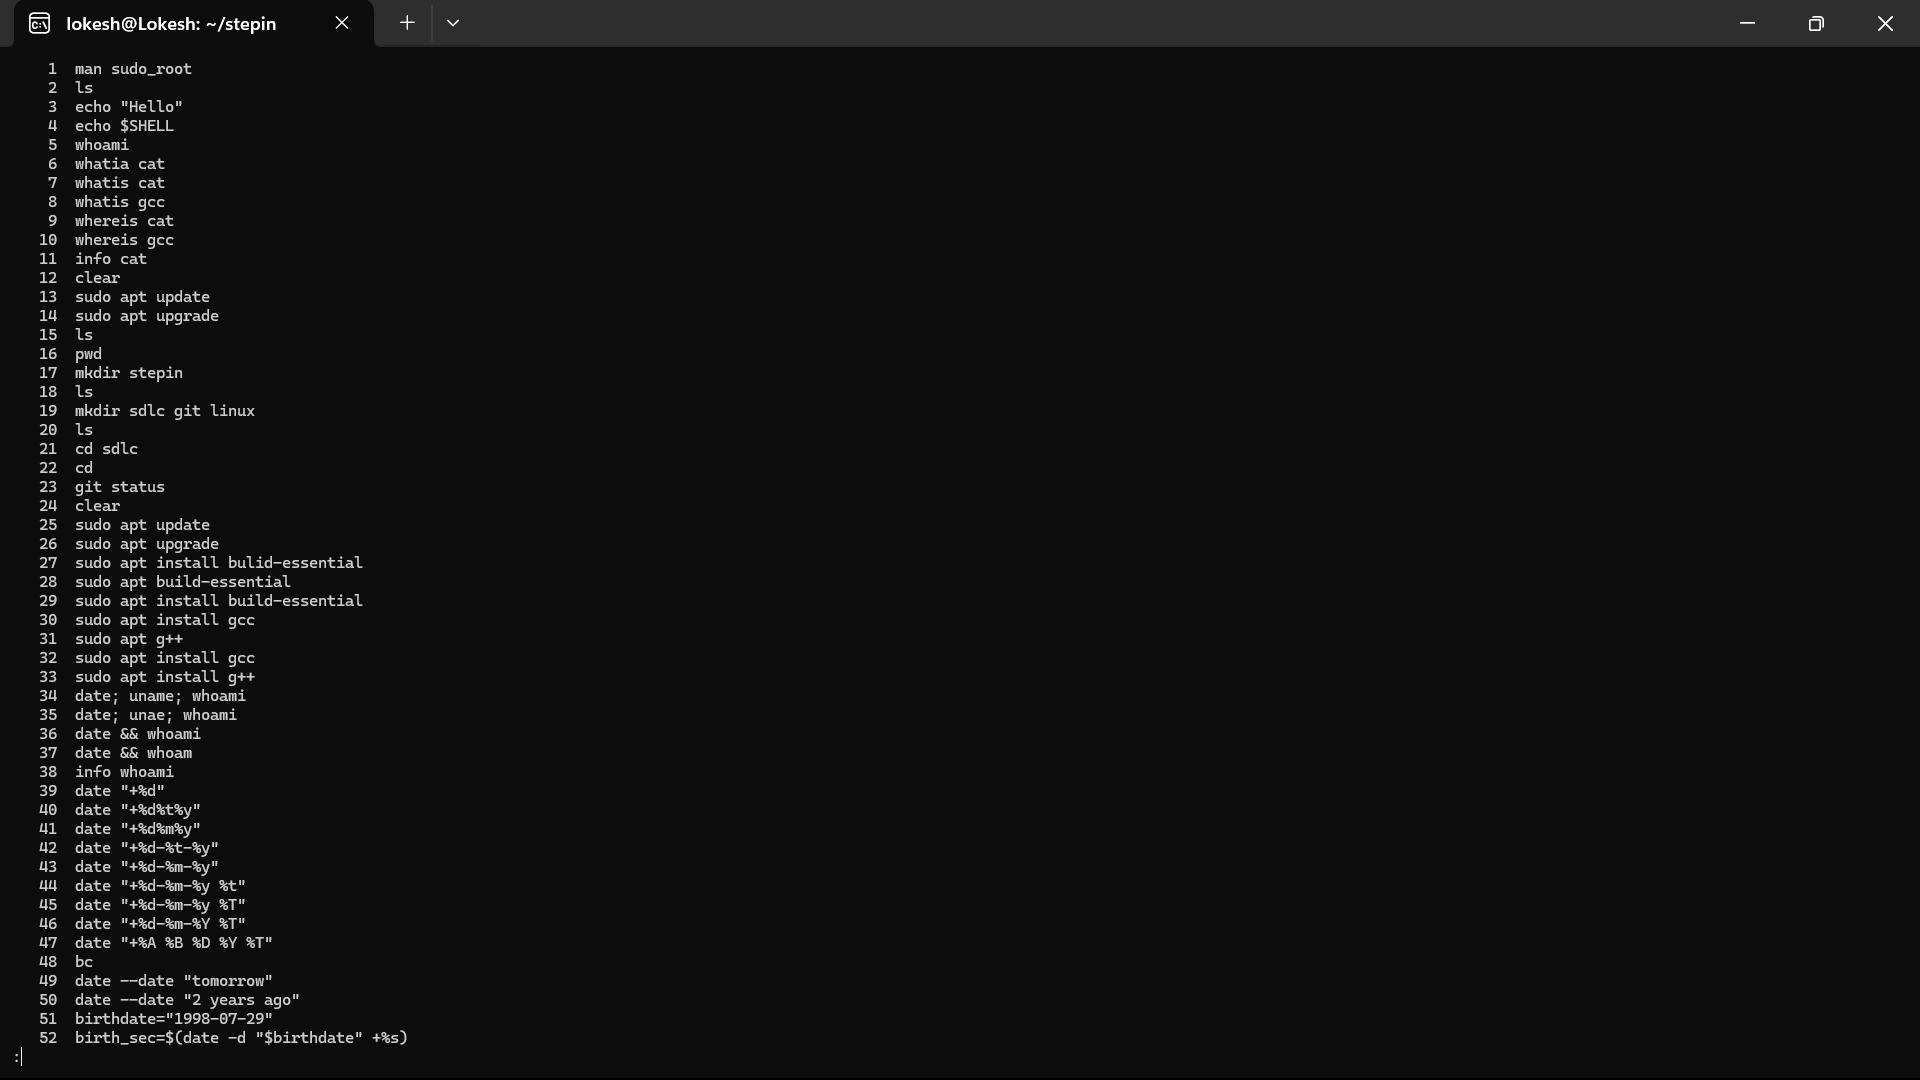 lokesh@Lokesh: ~/stepin
1 man sudo_root
2 ls
3 echo "Hello"
4 echo $SHELL
5 whoami
6 whatia cat
7 whatis cat
8 whatis gcc
9 whereis cat
10 whereis gcc
11 info cat
12 clear
13 sudo apt update
14 sudo apt upgrade
15 ls
16 pwd
17 mkdir stepin
18 ls
19 mkdir sdlc git linux
20 ls
21 cd sdlc
22 cd
23 git status
24 clear
25 sudo apt update
26 sudo apt upgrade
27 sudo apt install bulid-essential
28 sudo apt build-essential
29 sudo apt install build-essential
30 sudo apt install gcc
31 sudo apt g++
32 sudo apt install gcc
33 sudo apt install g++
34 date; uname; whoami
35 date; unae; whoami
36 date && whoami
37 date && whoam
38 info whoami
39 date "+%d"
40 date "+%d%t%y"
41 date "+%d%m%y"
42 date "+%d-%t-%y"
43 date "+%d-%m-%y"
44 date "+%d-%m-%y %t"
45 date "+%d-%m-%y %T"
46 date "+%d-%m-%Y %T"
47 date "+%A %B %D %Y %T"
48 bc
49 date --date "tomorrow"
50 date --date "2 years ago"
51 birthdate="1998-07-29"
52 birth_sec=$(date -d "$birthdate" +%s)
: